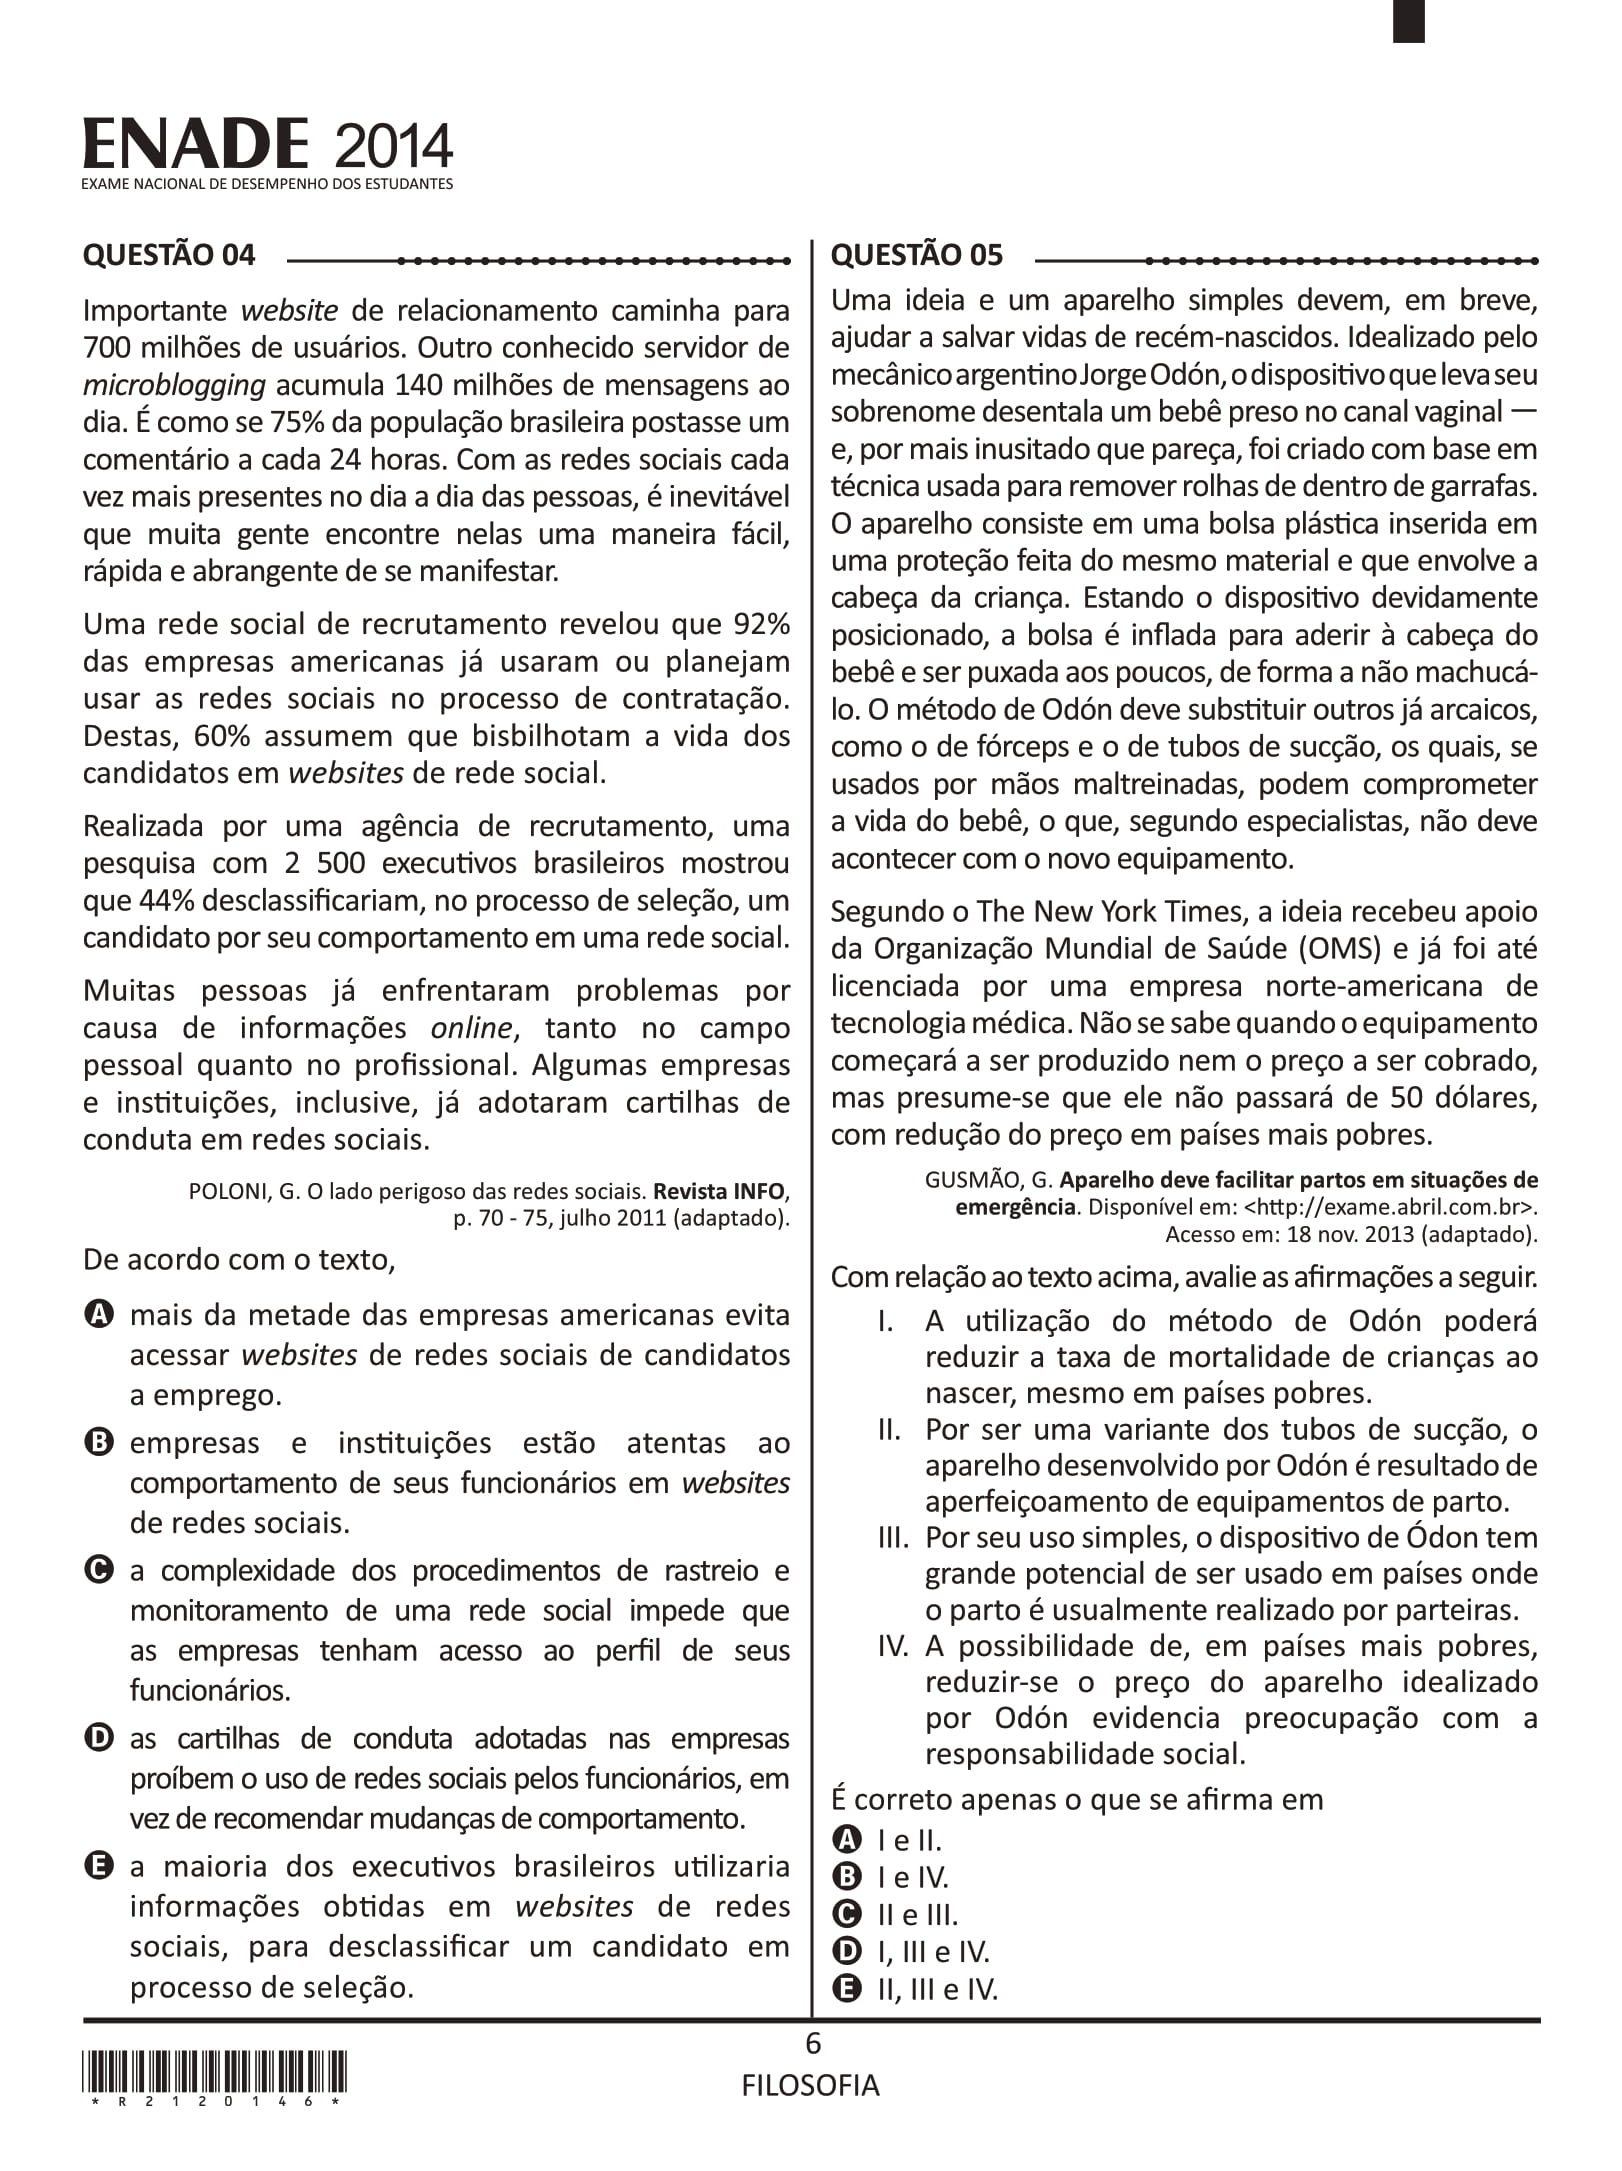 ENADE 2014
EXAME NACIONAL DE DESEMPENHO DOS ESTUDANTES
QUESTÃO 04
Importante website de relacionamento caminha para
700 milhões de usuários. Outro conhecido servidor de
microblogging acumula 140 milhões de mensagens ao
dia. É como se 75% da população brasileira postasse um
comentário a cada 24 horas. Com as redes sociais cada
vez mais presentes no dia a dia das pessoas, é inevitável
que muita gente encontre nelas uma maneira fácil,
rápida e abrangente de se manifestar.
Uma rede social de recrutamento revelou que 92%
das empresas americanas já usaram ou planejam
usar as redes sociais no processo de contratação.
Destas, 60% assumem que bisbilhotam a vida dos
candidatos em websites de rede social.
Realizada por uma agência de recrutamento, uma
pesquisa com 2 500 executivos brasileiros mostrou
que 44% desclassificariam, no processo de seleção, um
candidato por seu comportamento em uma rede social.
Muitas pessoas já enfrentaram problemas por
causa de informações online, tanto no campo
pessoal quanto no profissional. Algumas empresas
e instituições, inclusive, já adotaram cartilhas de
conduta em redes sociais.
POLONI, G. O lado perigoso das redes sociais. Revista INFO,
p. 70 - 75, julho 2011 (adaptado).
De acordo com o texto,
A mais da metade das empresas americanas evita
acessar websites de redes sociais de candidatos
a emprego.
B empresas e instituições estão atentas ao
comportamento de seus funcionários em websites
de redes sociais.
C a complexidade dos procedimentos de rastreio e
monitoramento de uma rede social impede que
as empresas tenham acesso ao perfil de seus
funcionários.
D as cartilhas de conduta adotadas nas empresas
proíbem o uso de redes sociais pelos funcionários, em
vez de recomendar mudanças de comportamento.
E a maioria dos executivos brasileiros utilizaria
informações obtidas em websites de redes
sociais, para desclassificar um candidato em
processo de seleção.
QUESTÃO 05
Uma ideia e um aparelho simples devem, em breve,
ajudar a salvar vidas de recém-nascidos. Idealizado pelo
mecânico argentino Jorge Odón, o dispositivo que leva seu
sobrenome desentala um bebê preso no canal vaginal —
e, por mais inusitado que pareça, foi criado com base em
técnica usada para remover rolhas de dentro de garrafas.
O aparelho consiste em uma bolsa plástica inserida em
uma proteção feita do mesmo material e que envolve a
cabeça da criança. Estando o dispositivo devidamente
posicionado, a bolsa é inflada para aderir à cabeça do
bebê e ser puxada aos poucos, de forma a não machucá-
lo. O método de Odón deve substituir outros já arcaicos,
como o de fórceps e o de tubos de sucção, os quais, se
usados por mãos maltreinadas, podem comprometer
a vida do bebê, o que, segundo especialistas, não deve
acontecer com o novo equipamento.
Segundo o The New York Times, a ideia recebeu apoio
da Organização Mundial de Saúde (OMS) e já foi até
licenciada por uma empresa norte-americana de
tecnologia médica. Não se sabe quando o equipamento
começará a ser produzido nem o preço a ser cobrado,
mas presume-se que ele não passará de 50 dólares,
com redução do preço em países mais pobres.
GUSMÃO, G. Aparelho deve facilitar partos em situações de
emergência. Disponível em: <http://exame.abril.com.br>.
Acesso em: 18 nov. 2013 (adaptado).
Com relação ao texto acima, avalie as afirmações a seguir.
I. A utilização do método de Odón poderá
reduzir a taxa de mortalidade de crianças ao
nascer, mesmo em países pobres.
II. Por ser uma variante dos tubos de sucção, o
aparelho desenvolvido por Odón é resultado de
aperfeiçoamento de equipamentos de parto.
III. Por seu uso simples, o dispositivo de Ódon tem
grande potencial de ser usado em países onde
o parto é usualmente realizado por parteiras.
IV. A possibilidade de, em países mais pobres,
reduzir-se o preço do aparelho idealizado
por Odón evidencia preocupação com a
responsabilidade social.
É correto apenas o que se afirma em
A I e II.
B I e IV.
C II e III.
D I, III e IV.
E II, III e IV.
6
FILOSOFIA
*R2120146*